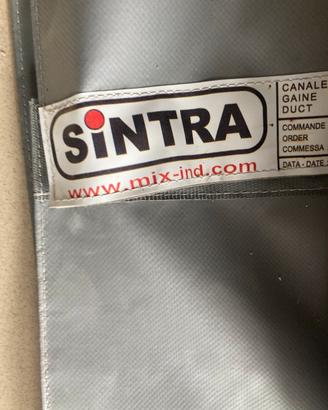 SiNTRA
www.mix-ind.com
CANALE
GAINE
DUCT
COMMANDE
ORDER
COMMESSA
DATA - DATE